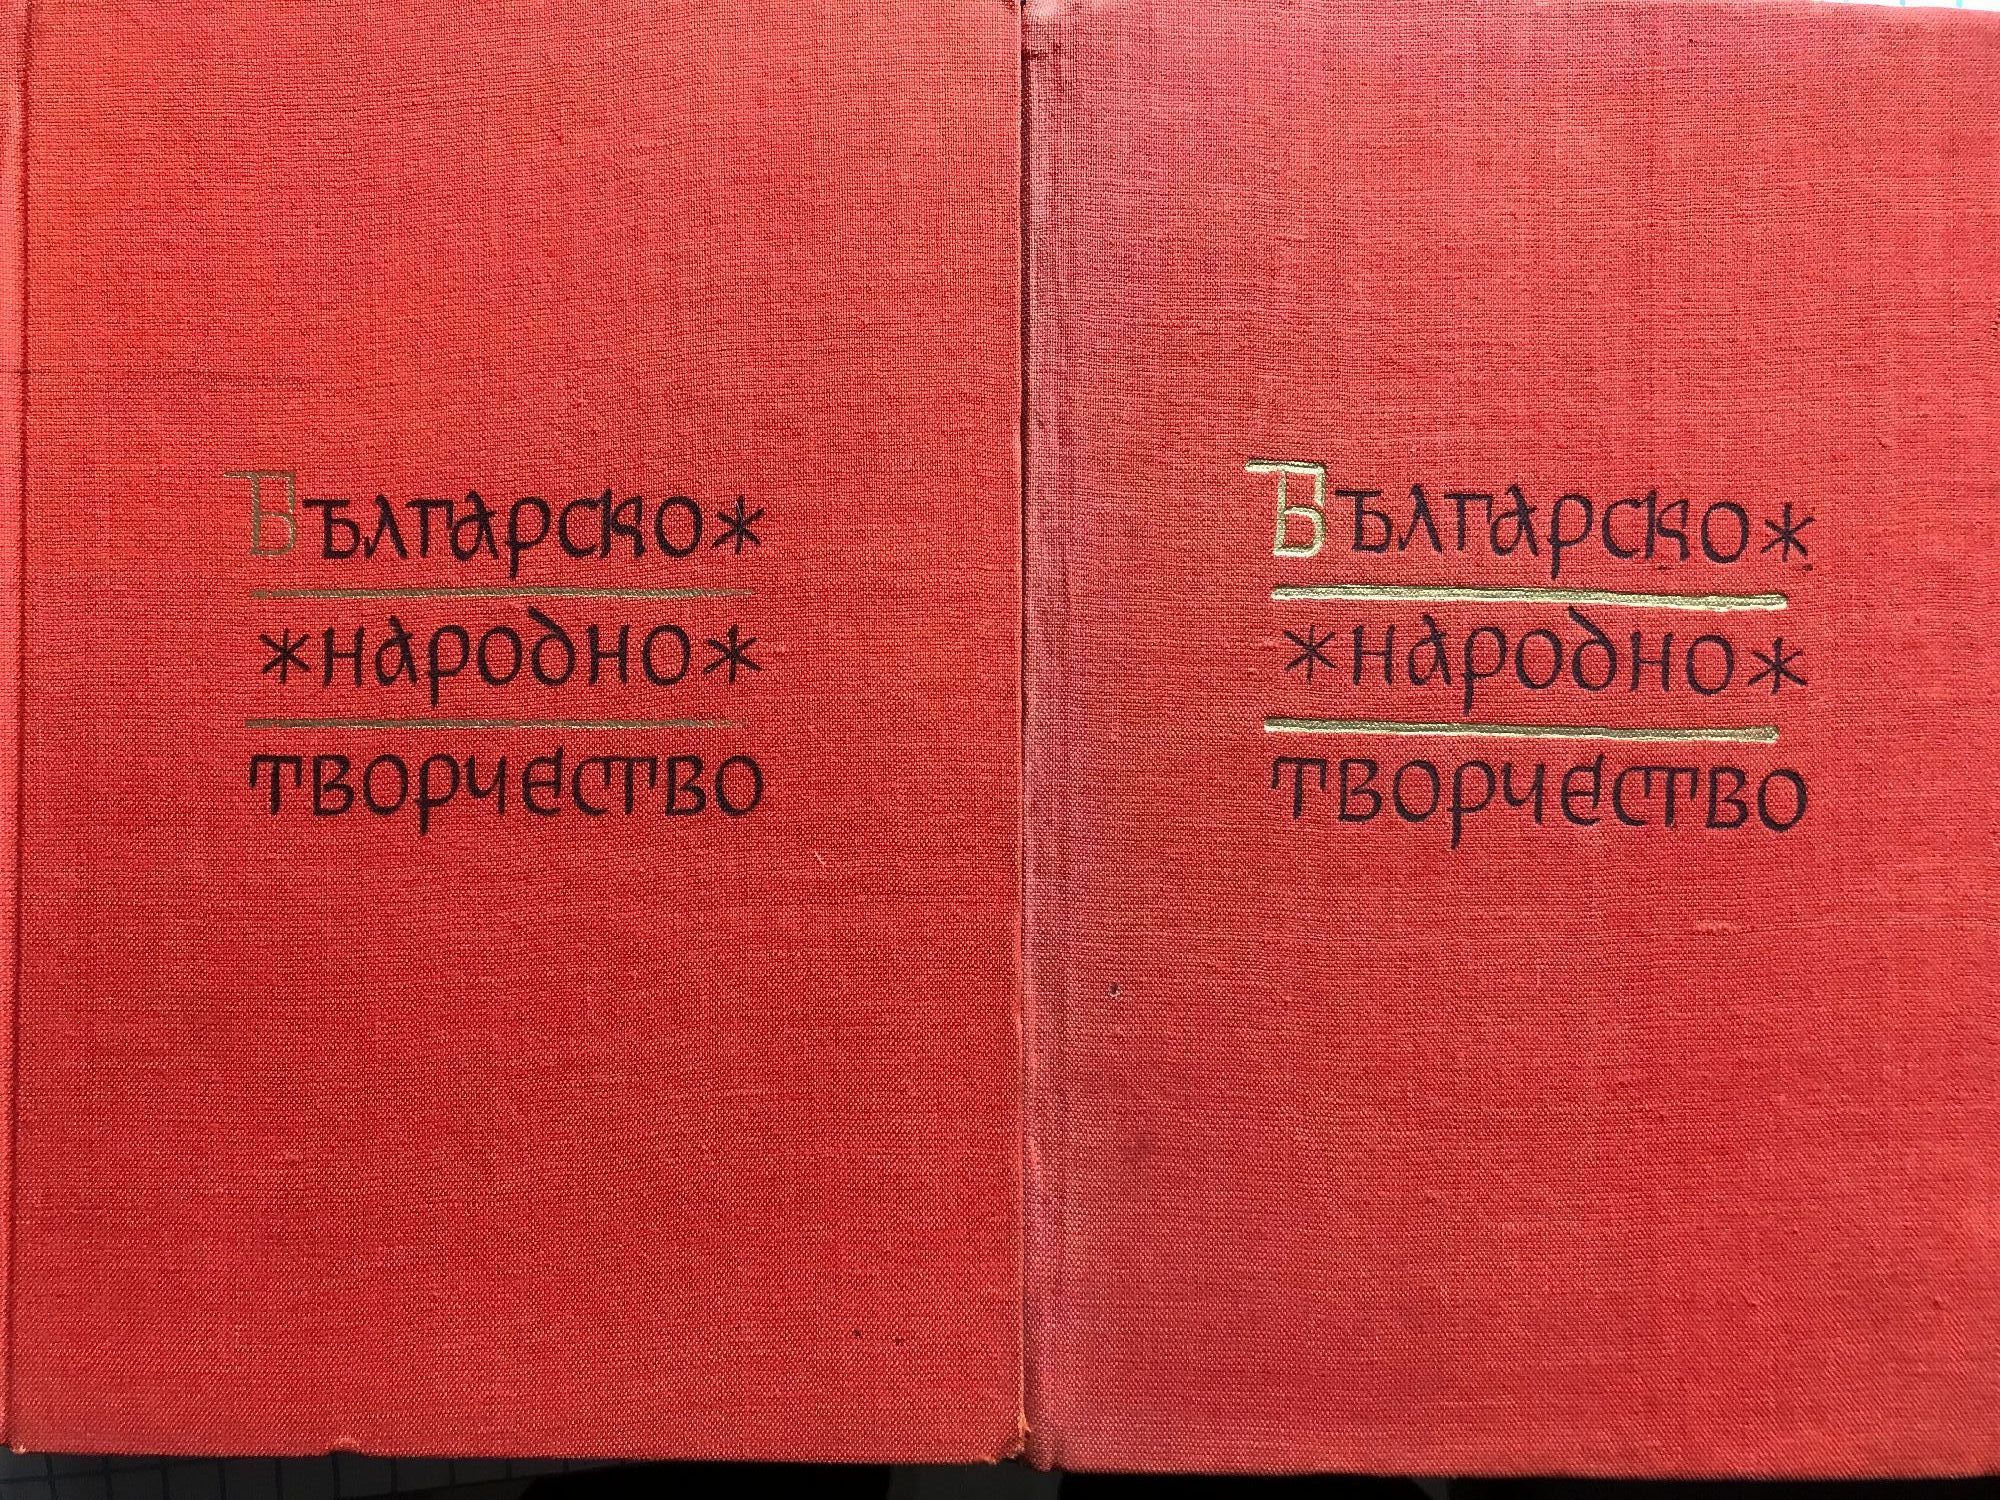 Българско*
*народно*
творчество
Българско*
*народно*
творчество